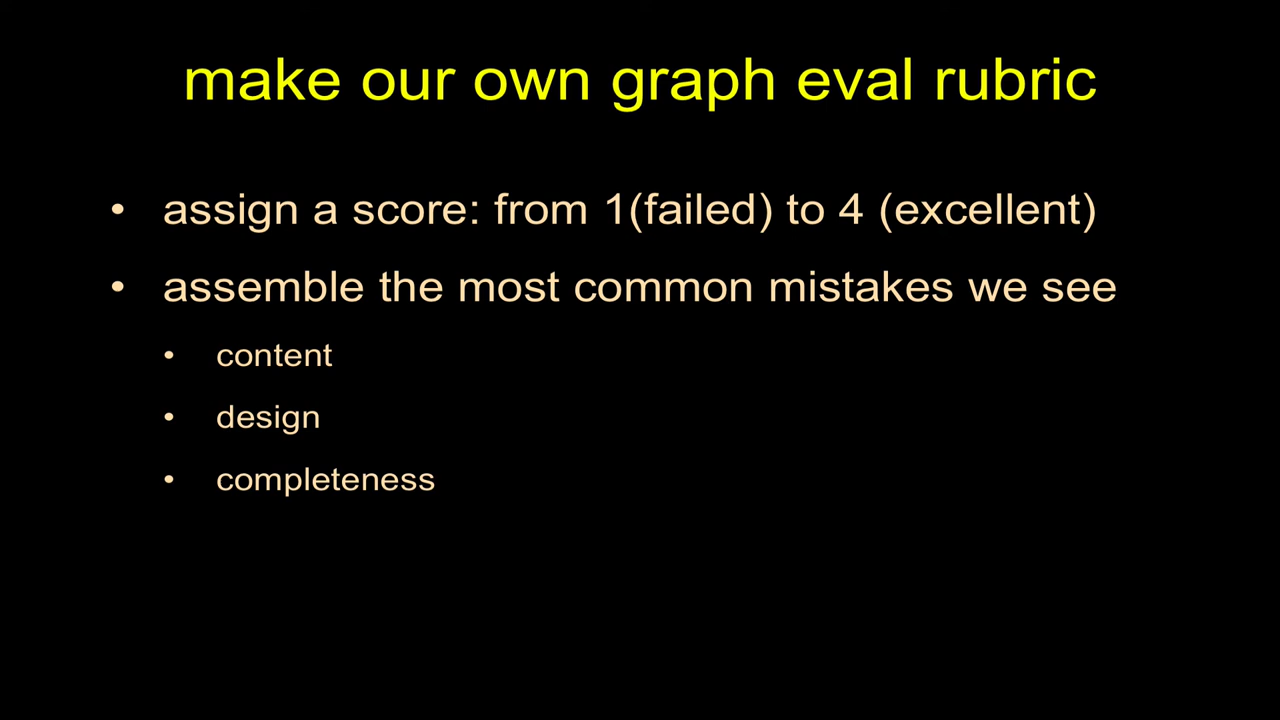 make our own graph eval rubric
• assign a score: from 1(failed) to 4 (excellent)
• assemble the most common mistakes we see
• content
• design
• completeness